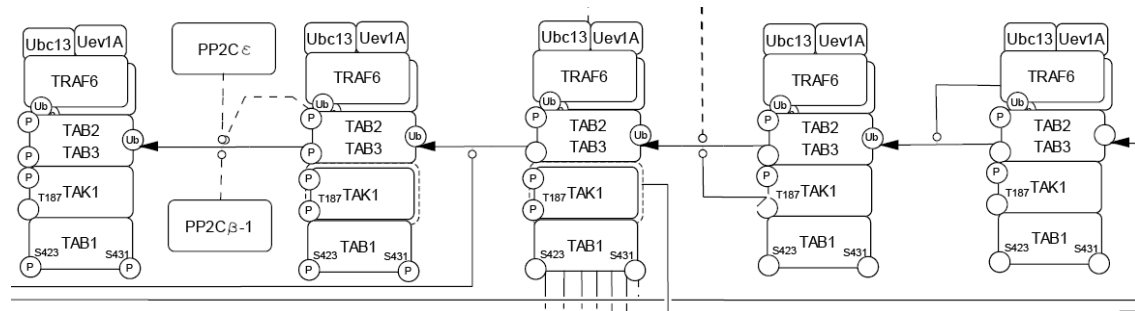 Ubc13 Uev1A
TRAF6
Ub
P TAB2
Ub
P TAB3
P
T187 TAK1
TAB1
S423 S431
P P
PP2Cε
PP2Cβ-1
Ubc13 Uev1A
TRAF6
Ub
P TAB2
Ub
P TAB3
P
T187 TAK1
P
TAB1
S423 S431
P P
Ubc13 Uev1A
TRAF6
Ub
P TAB2
Ub
TAB3
P
T187 TAK1
P
TAB1
S423 S431
Ubc13 Uev1A
TRAF6
Ub
P TAB2
Ub
TAB3
P
T187 TAK1
TAB1
S423 S431
Ubc13 Uev1A
TRAF6
Ub
P TAB2
TAB3
P
T187 TAK1
TAB1
S423 S431